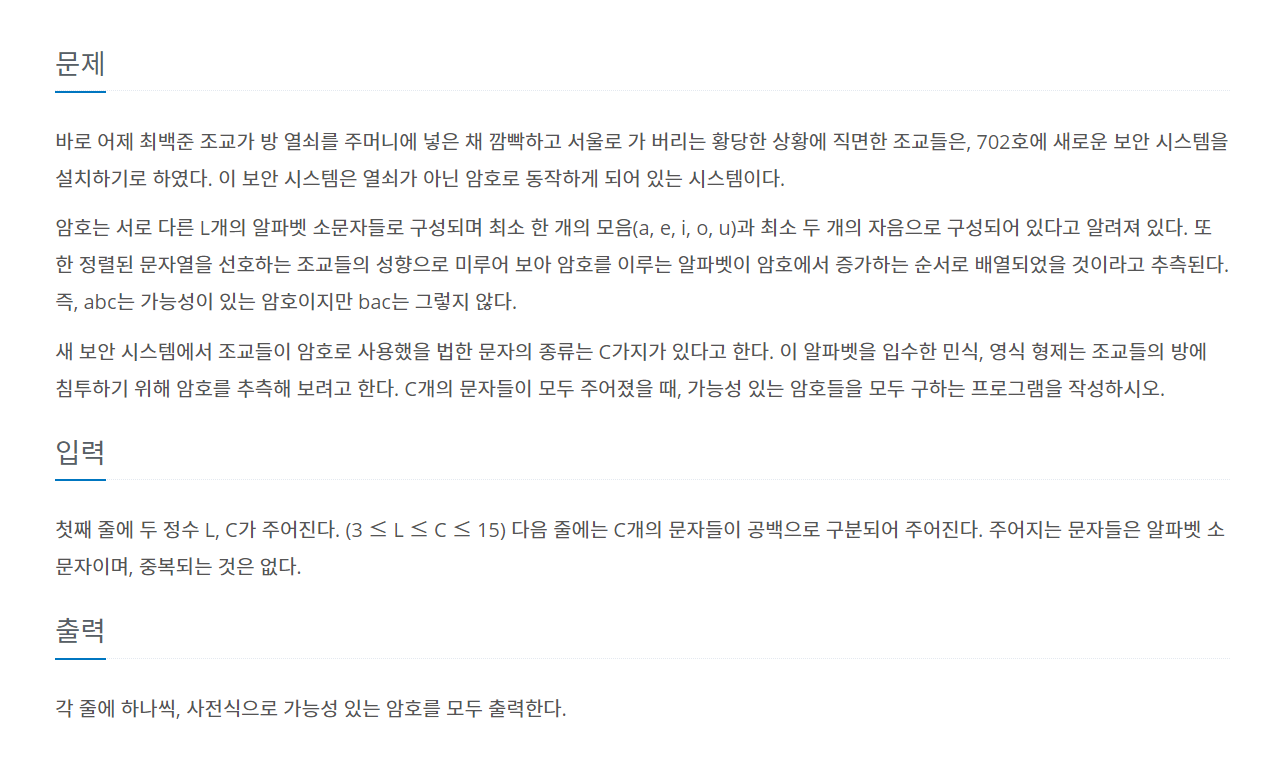 문제
바로 어제 최백준 조교가 방 열쇠를 주머니에 넣은 채 깜빡하고 서울로 가 버리는 황당한 상황에 직면한 조교들은, 702호에 새로운 보안 시스템을
설치하기로 하였다. 이 보안 시스템은 열쇠가 아닌 암호로 동작하게 되어 있는 시스템이다.
암호는 서로 다른 L개의 알파벳 소문자들로 구성되며 최소 한 개의 모음(a, e, i, o, u)과 최소 두 개의 자음으로 구성되어 있다고 알려져 있다. 또
한 정렬된 문자열을 선호하는 조교들의 성향으로 미루어 보아 암호를 이루는 알파벳이 암호에서 증가하는 순서로 배열되었을 것이라고 추측된다.
즉, abc는 가능성이 있는 암호이지만 bac는 그렇지 않다.
새 보안 시스템에서 조교들이 암호로 사용했을 법한 문자의 종류는 C가지가 있다고 한다. 이 알파벳을 입수한 민식, 영식 형제는 조교들의 방에
침투하기 위해 암호를 추측해 보려고 한다. C개의 문자들이 모두 주어졌을 때, 가능성 있는 암호들을 모두 구하는 프로그램을 작성하시오.
입력
첫째 줄에 두 정수 L, C가 주어진다. (3 ≤ L ≤ C ≤ 15) 다음 줄에는 C개의 문자들이 공백으로 구분되어 주어진다. 주어지는 문자들은 알파벳 소
문자이며, 중복되는 것은 없다.
출력
각 줄에 하나씩, 사전식으로 가능성 있는 암호를 모두 출력한다.